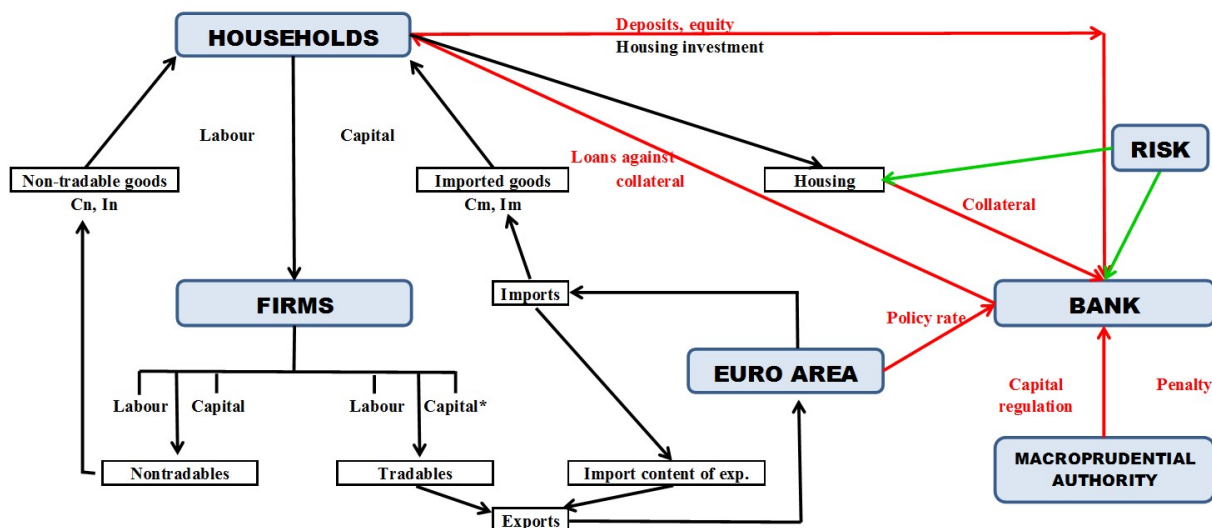 HOUSEHOLDS
Deposits, equity
Housing investment
Labour
Capital
Loans against
collateral
RISK
Non-tradable goods
Cn, In
Imported goods
Cm, Im
Housing
Collateral
Imports
FIRMS
BANK
Policy rate
EURO AREA
Labour
Capital
Labour
Capital*
Capital
regulation
Penalty
Nontradables
Tradables
Import content of exp.
MACROPRUDENTIAL
AUTHORITY
Exports